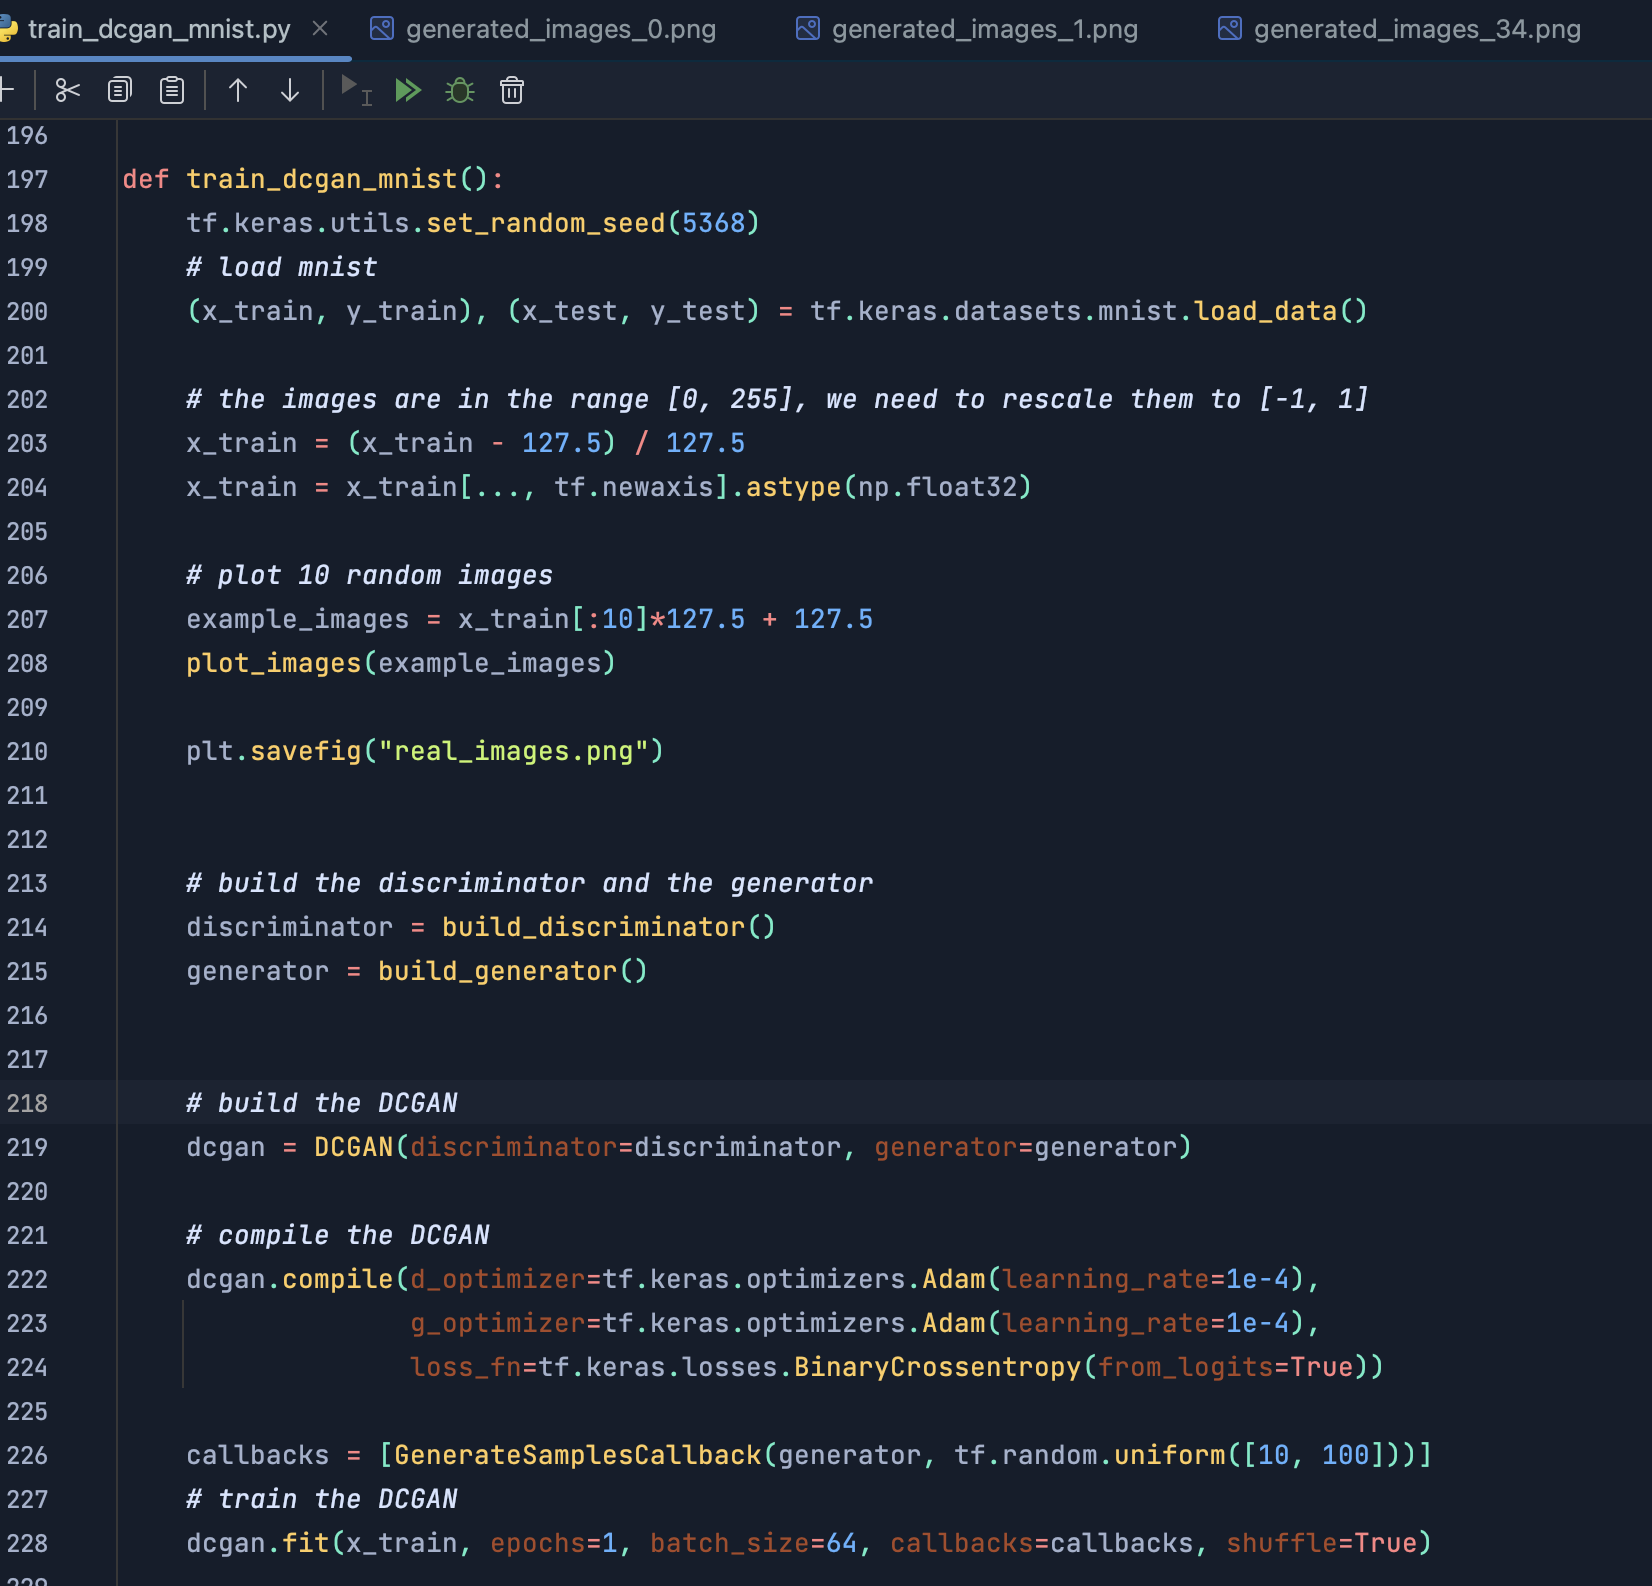 train_dcgan_mnist.py generated_images_0.png generated_images_1.png generated_images_34.png
196
197 def train_dcgan_mnist():
198 tf.keras.utils.set_random_seed(5368)
199 # load mnist
200 (x_train, y_train), (x_test, y_test) = tf.keras.datasets.mnist.load_data()
201
202 # the images are in the range [0, 255], we need to rescale them to [-1, 1]
203 x_train = (x_train - 127.5) / 127.5
204 x_train = x_train[..., tf.newaxis].astype(np.float32)
205
206 # plot 10 random images
207 example_images = x_train[:10]*127.5 + 127.5
208 plot_images(example_images)
209
210 plt.savefig("real_images.png")
211
212
213 # build the discriminator and the generator
214 discriminator = build_discriminator()
215 generator = build_generator()
216
217
218 # build the DCGAN
219 dcgan = DCGAN(discriminator=discriminator, generator=generator)
220
221 # compile the DCGAN
222 dcgan.compile(d_optimizer=tf.keras.optimizers.Adam(learning_rate=1e-4),
223 g_optimizer=tf.keras.optimizers.Adam(learning_rate=1e-4),
224 loss_fn=tf.keras.losses.BinaryCrossentropy(from_logits=True))
225
226 callbacks = [GenerateSamplesCallback(generator, tf.random.uniform([10, 100]))]
227 # train the DCGAN
228 dcgan.fit(x_train, epochs=1, batch_size=64, callbacks=callbacks, shuffle=True)